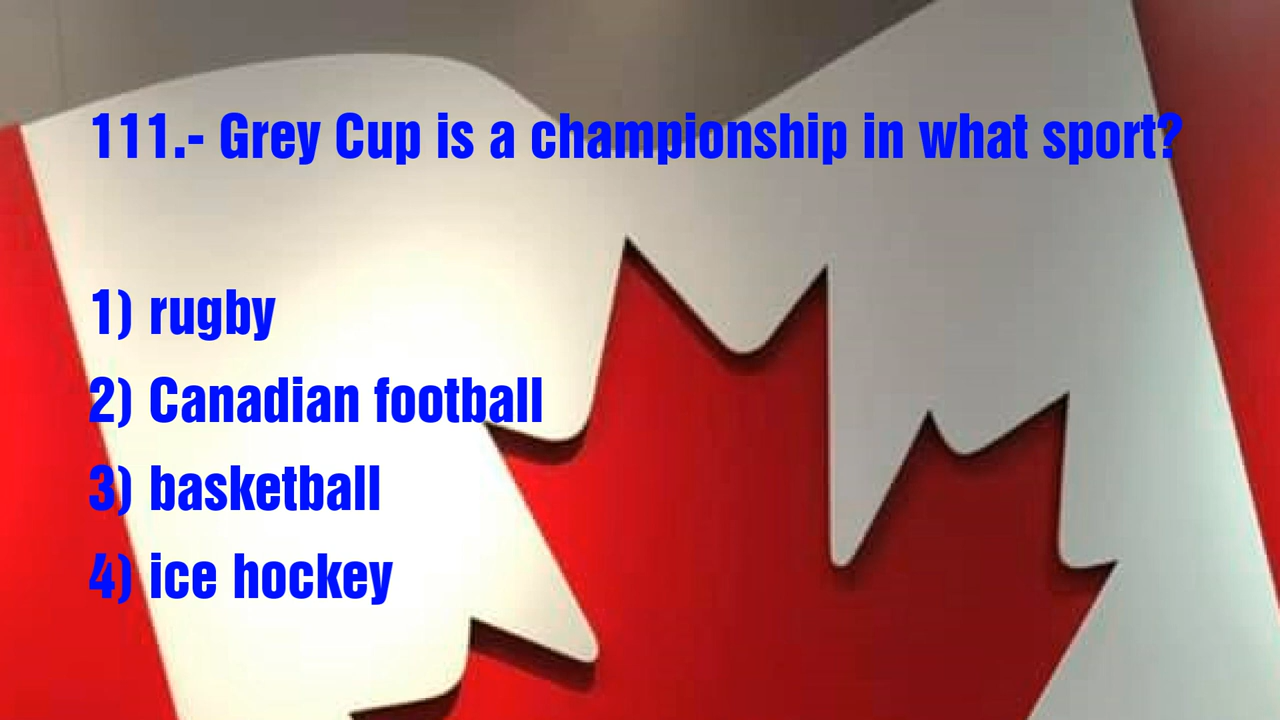 111.- Grey Cup is a championship in what sport?
1) rugby
2) Canadian football
3) basketball
4) ice hockey